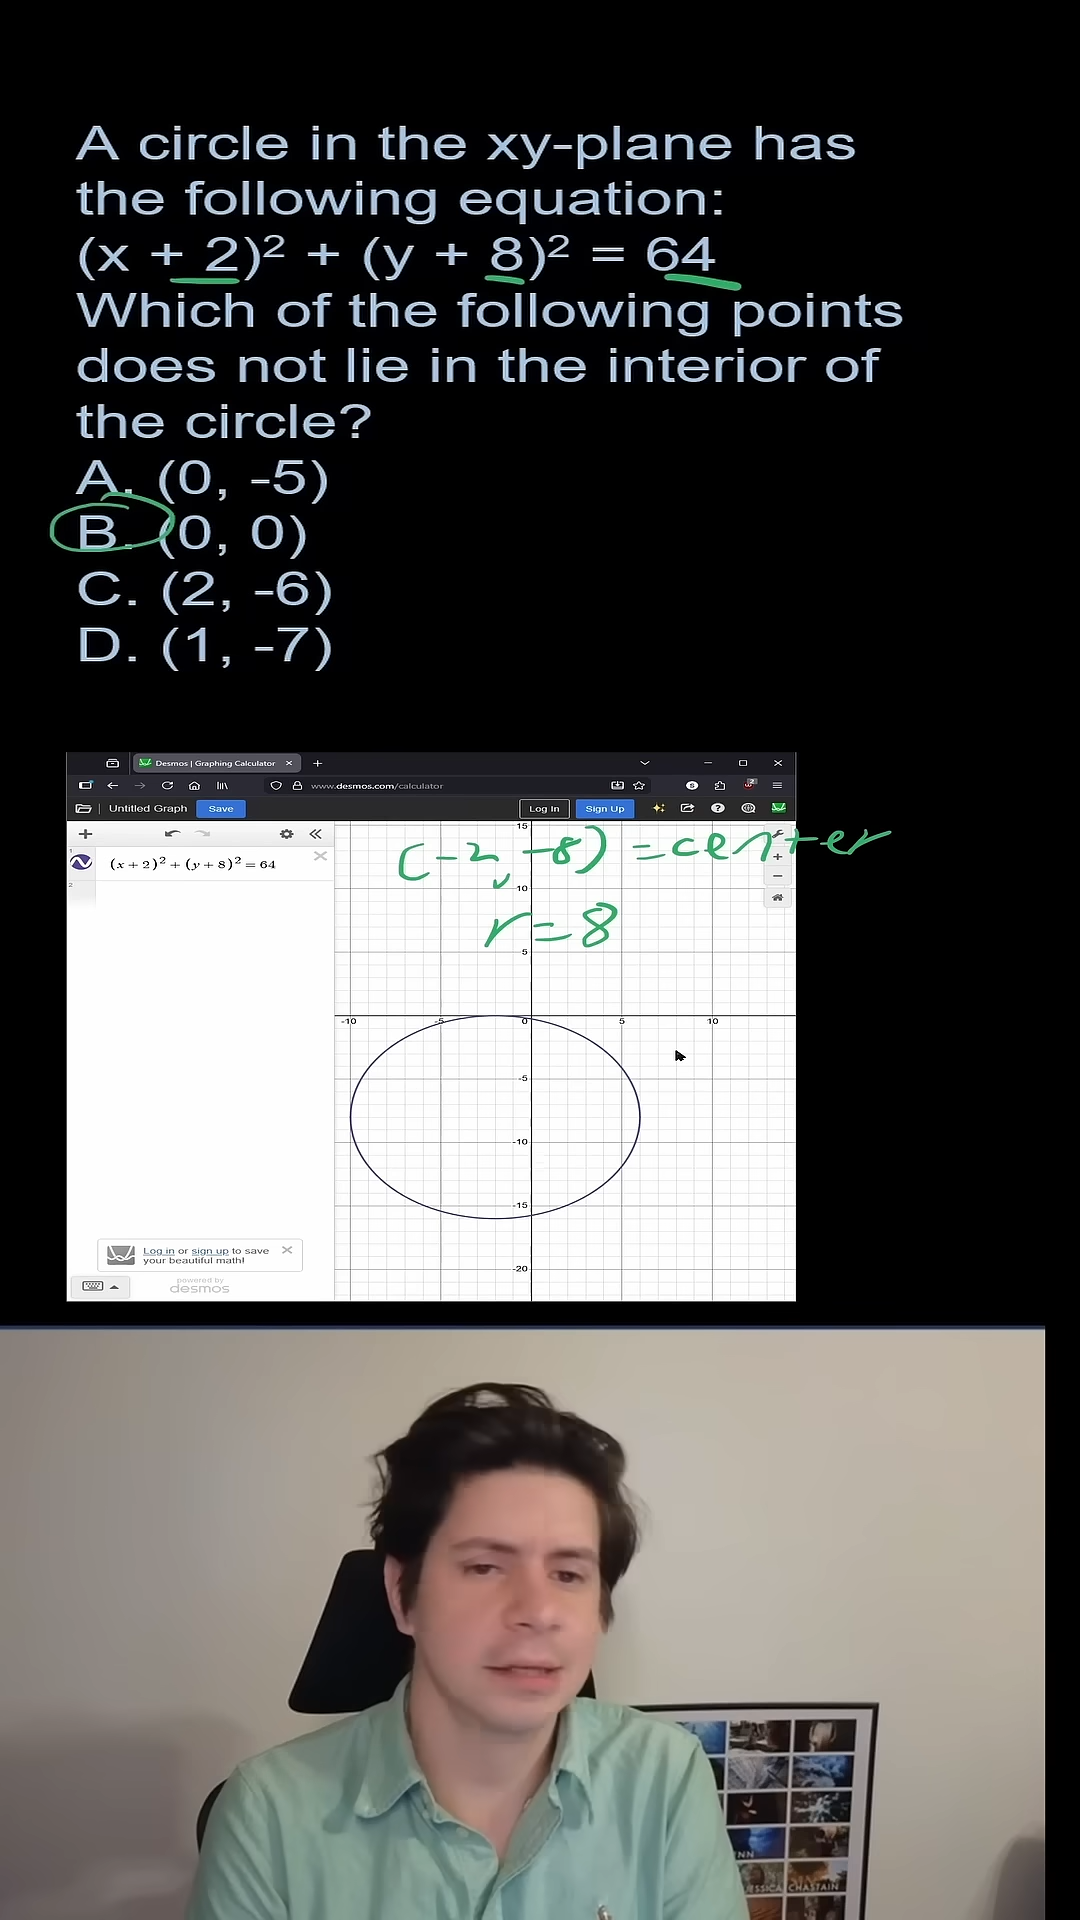 A circle in the xy-plane has
the following equation:
(x + 2)² + (y + 8)² = 64
Which of the following points
does not lie in the interior of
the circle?
A. (0, -5)
B. (0, 0)
C. (2, -6)
D. (1, -7)
Desmos | Graphing Calculator
www.desmos.com/calculator
Untitled Graph Save Log In Sign Up
1 (x + 2)² + (y + 8)² = 64
2
(-2, -8) = center
r = 8
15
10
5
-10 -5 0 5 10
-5
-10
-15
-20
Log in or sign up to save
your beautiful math!
powered by
desmos
JESSICA CHASTAIN